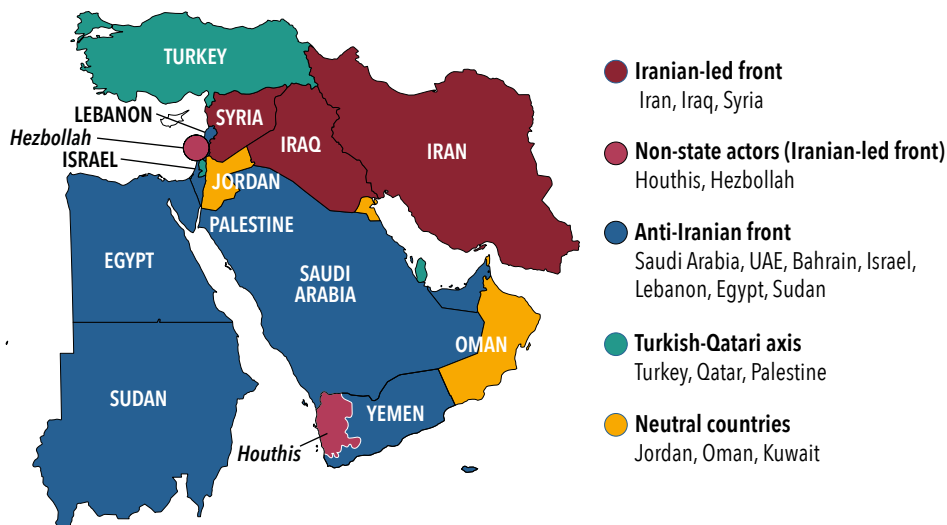 TURKEY
LEBANON
SYRIA
Hezbollah
ISRAEL
IRAQ
IRAN
JORDAN
PALESTINE
EGYPT
SAUDI
ARABIA
OMAN
SUDAN
YEMEN
Houthis
Iranian-led front
Iran, Iraq, Syria
Non-state actors (Iranian-led front)
Houthis, Hezbollah
Anti-Iranian front
Saudi Arabia, UAE, Bahrain, Israel,
Lebanon, Egypt, Sudan
Turkish-Qatari axis
Turkey, Qatar, Palestine
Neutral countries
Jordan, Oman, Kuwait